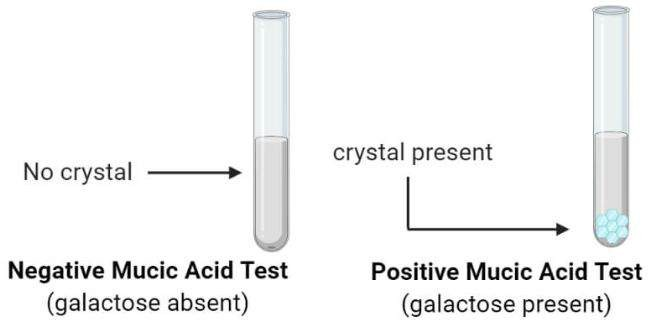 No crystal
Negative Mucic Acid Test
(galactose absent)
crystal present
Positive Mucic Acid Test
(galactose present)